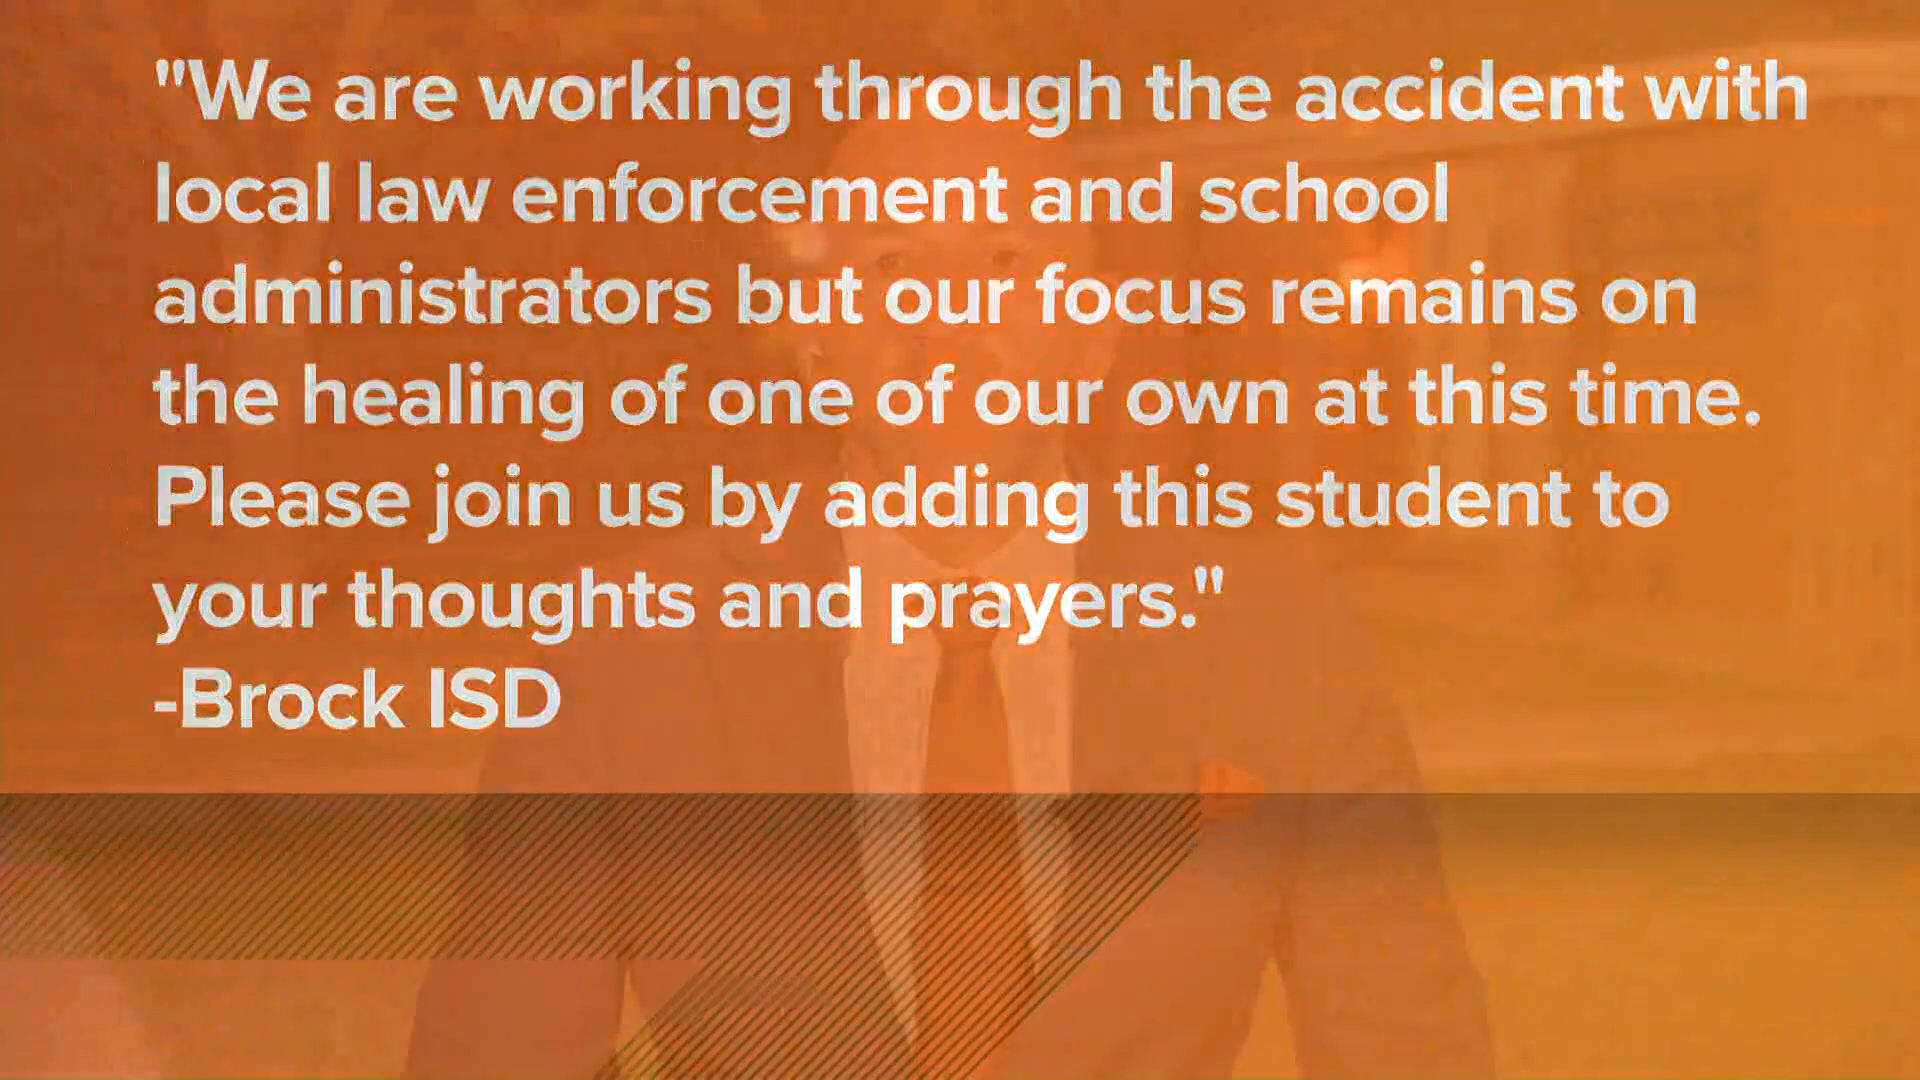 "We are working through the accident with
local law enforcement and school
administrators but our focus remains on
the healing of one of our own at this time.
Please join us by adding this student to
your thoughts and prayers."
-Brock ISD